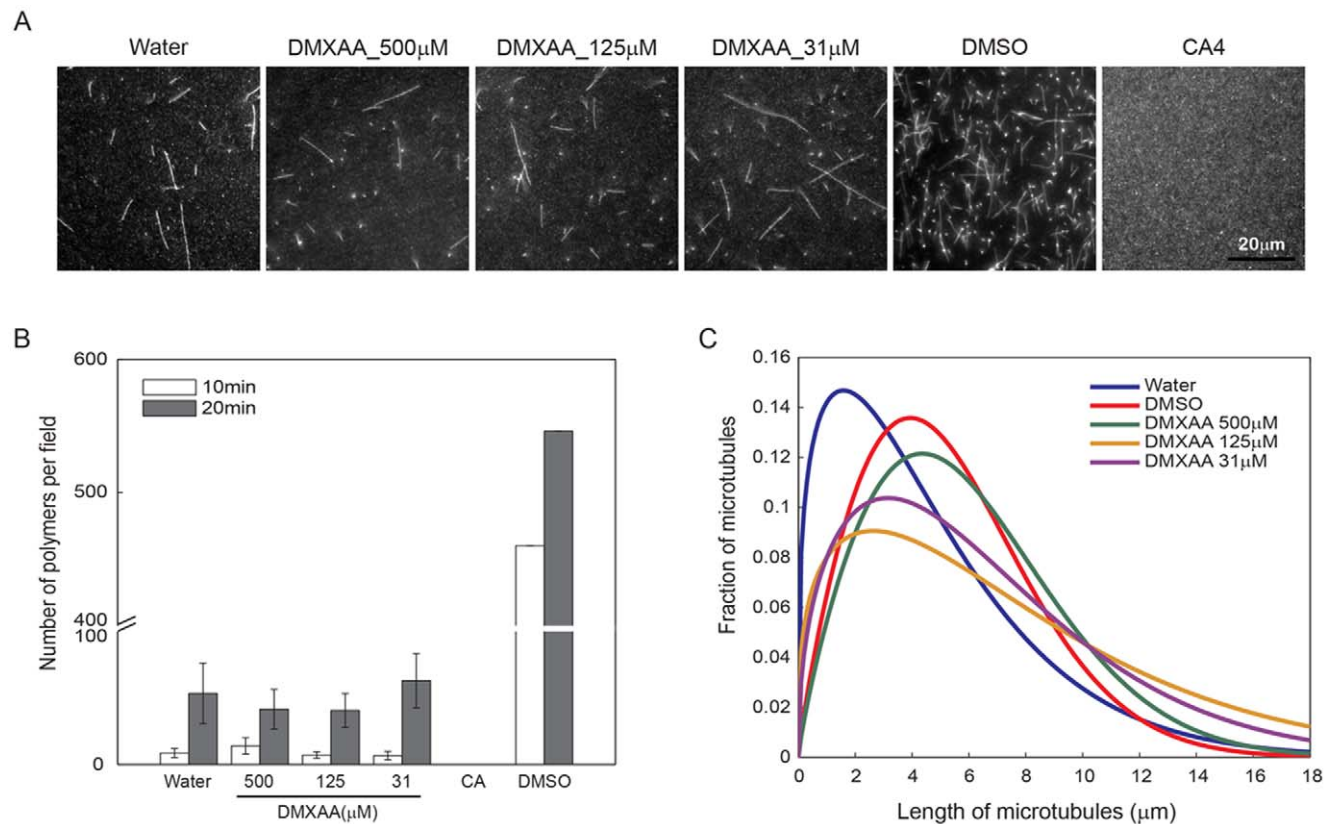 A
Water DMXAA_500μM DMXAA_125μM DMXAA_31μM DMSO CA4
20μm
B
Number of polymers per field
600
500
400
100
0
10min
20min
Water 500 125 31 CA DMSO
DMXAA(μM)
C
Fraction of microtubules
0.16
0.14
0.12
0.1
0.08
0.06
0.04
0.02
0
Water
DMSO
DMXAA 500μM
DMXAA 125μM
DMXAA 31μM
0 2 4 6 8 10 12 14 16 18
Length of microtubules (μm)